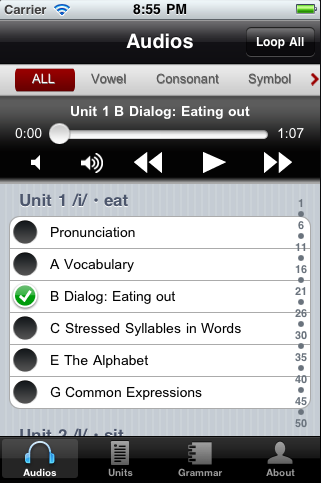 Carrier 8:55 PM
Audios
Loop All
ALL Vowel Consonant Symbol
Unit 1 B Dialog: Eating out
0:00 1:07
Unit 1 /i/ · eat
Pronunciation
A Vocabulary
B Dialog: Eating out
C Stressed Syllables in Words
E The Alphabet
G Common Expressions
Unit 2 /I/ · sit
1
6
11
16
21
26
30
35
40
45
50
Audios Units Grammar About